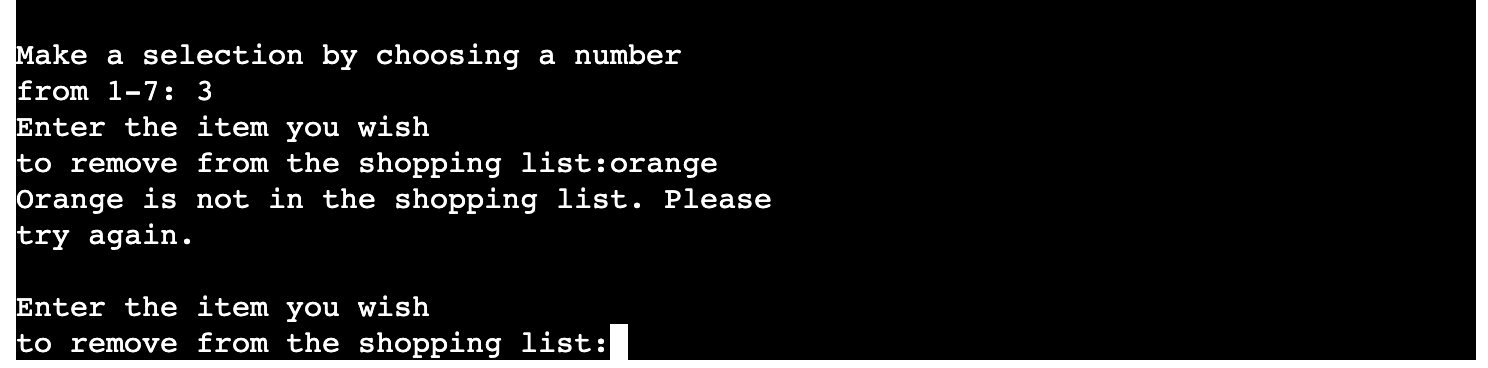 Make a selection by choosing a number
from 1-7: 3
Enter the item you wish
to remove from the shopping list:orange
Orange is not in the shopping list. Please
try again.
Enter the item you wish
to remove from the shopping list: